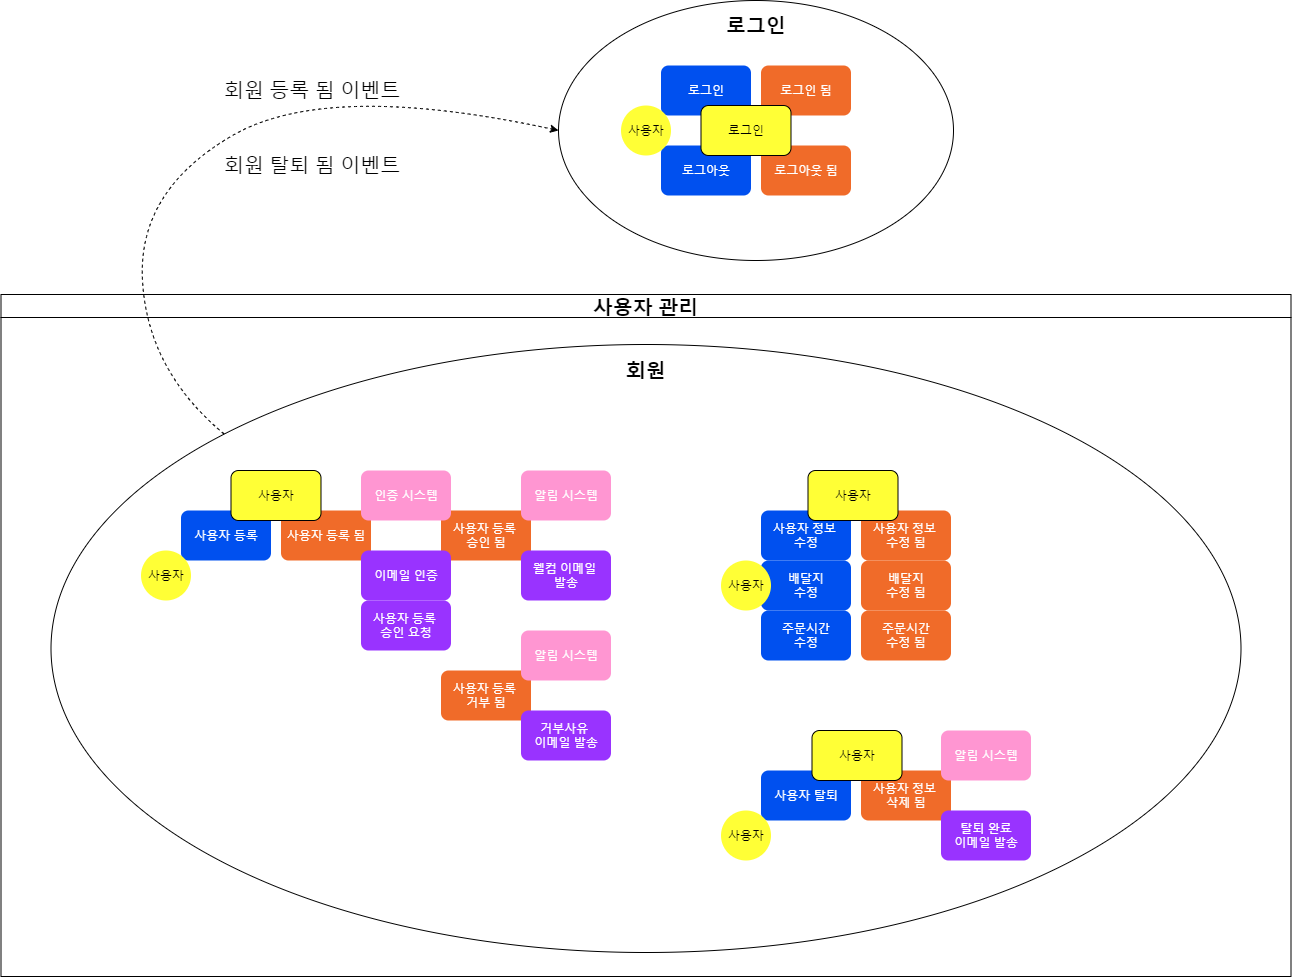 로그인
회원 등록 됨 이벤트
회원 탈퇴 됨 이벤트
로그인
로그인 됨
사용자
로그인
로그아웃
로그아웃 됨
사용자 관리
회원
사용자
인증 시스템
알림 시스템
사용자 등록
사용자 등록 됨
사용자 등록
승인 됨
사용자
이메일 인증
웰컴 이메일
발송
사용자 등록
승인 요청
알림 시스템
사용자 등록
거부 됨
거부사유
이메일 발송
사용자
사용자 정보
수정
사용자 정보
수정 됨
사용자
배달지
수정
배달지
수정 됨
주문시간
수정
주문시간
수정 됨
사용자
알림 시스템
사용자 탈퇴
사용자 정보
삭제 됨
사용자
탈퇴 완료
이메일 발송